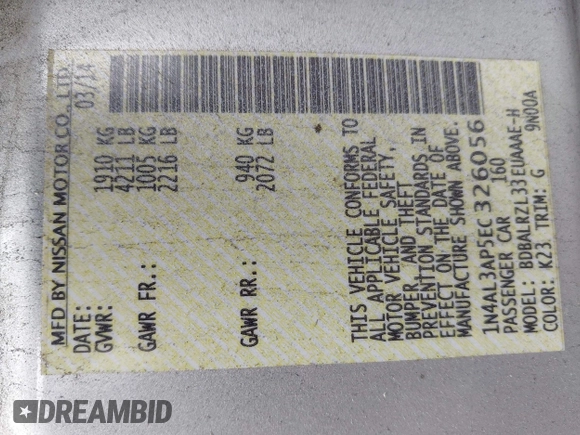 MFD BY NISSAN MOTOR CO., LTD.
DATE: 03/14
GVWR: 1910 KG
4211 LB
GAWR FR.: 1005 KG
2216 LB
GAWR RR.: 940 KG
2072 LB
THIS VEHICLE CONFORMS TO
ALL APPLICABLE FEDERAL
MOTOR VEHICLE SAFETY,
BUMPER, AND THEFT
PREVENTION STANDARDS IN
EFFECT ON THE DATE OF
MANUFACTURE SHOWN ABOVE.
1N4AL3AP5EC326056
PASSENGER CAR 160
MODEL: BDBALRZL33EUAAAE-H
COLOR: K23 TRIM: G 9N00A
DREAMBID